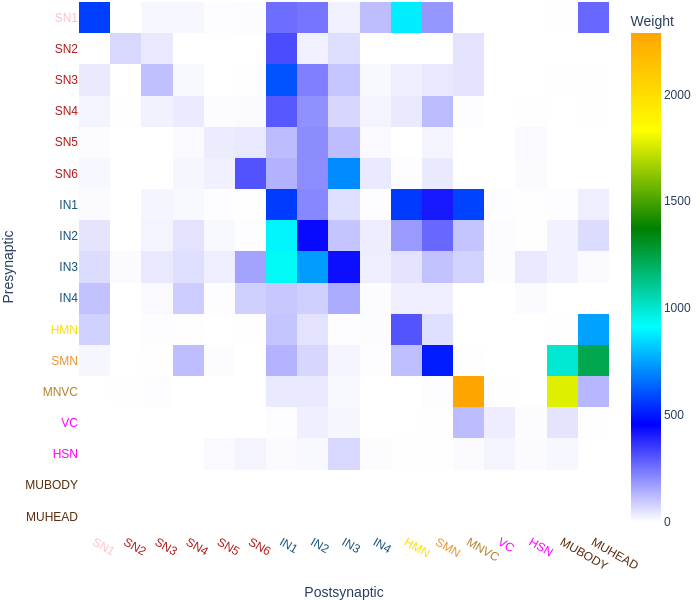 Weight
SN1
SN2
SN3
SN4
SN5
SN6
IN1
IN2
IN3
IN4
HMN
SMN
MNVC
VC
HSN
MUBODY
MUHEAD
Presynaptic
2000
1500
1000
500
0
SN1 SN2 SN3 SN4 SN5 SN6 IN1 IN2 IN3 IN4 HMN SMN MNVC VC HSN MUBODY MUHEAD
Postsynaptic